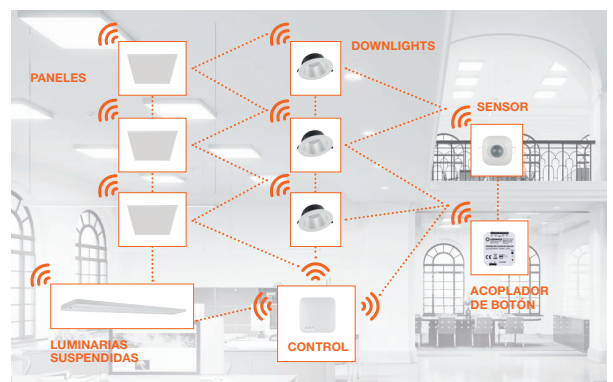 DOWNLIGHTS
PANELES
SENSOR
ACOPLADOR
DE BOTÓN
LUMINARIAS
SUSPENDIDAS
CONTROL